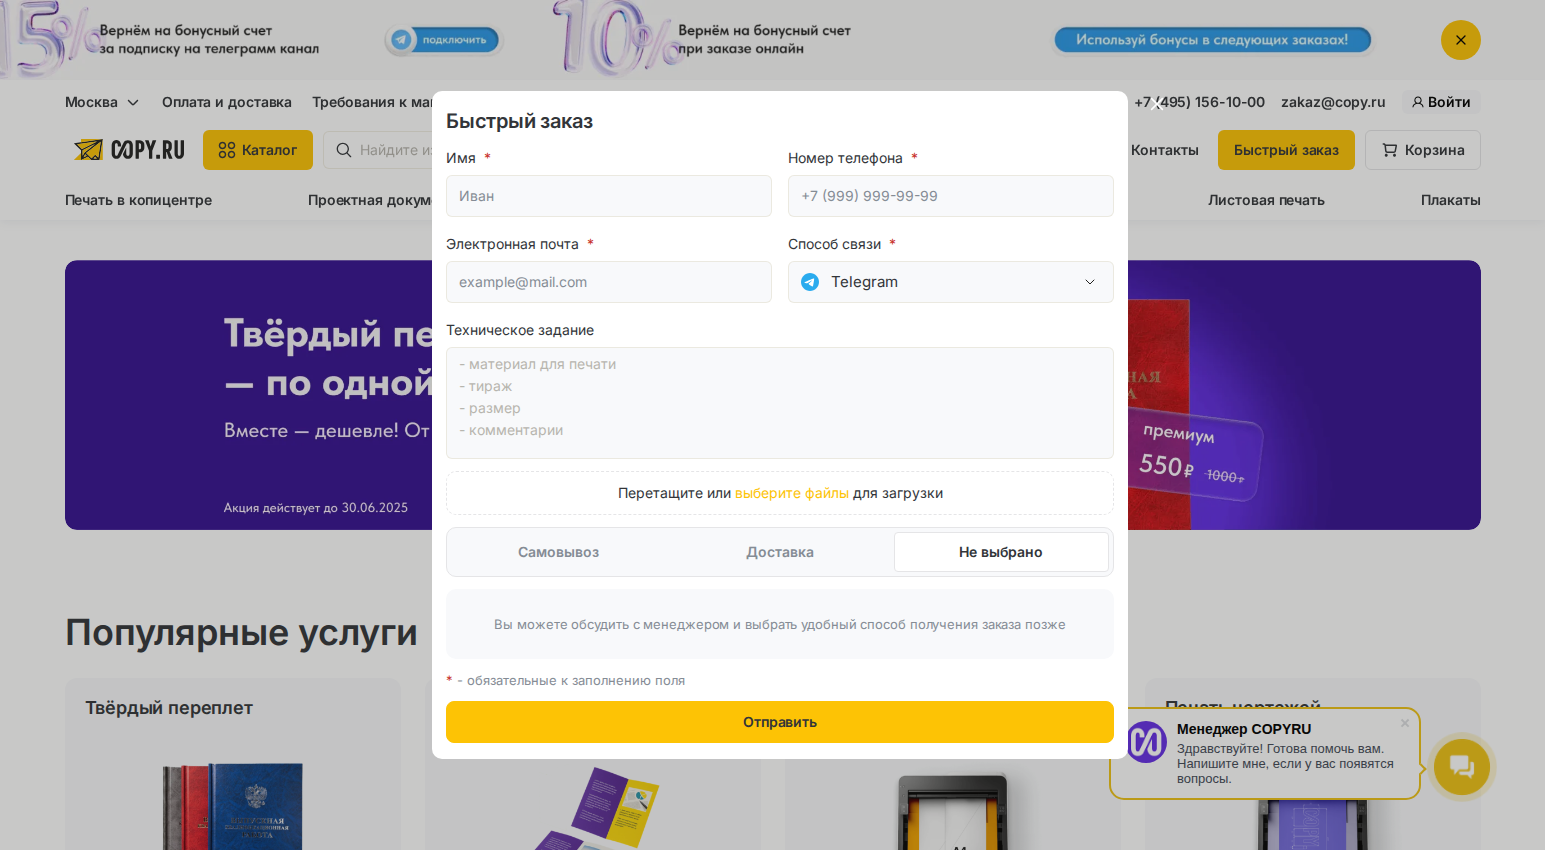 15%
Вернём на бонусный счет
за подписку на телеграмм канал
подключить
10%
Вернём на бонусный счет
при заказе онлайн
Используй бонусы в следующих заказах!
Москва
Оплата и доставка
Требования к ма
+7 (495) 156-10-00
zakaz@copy.ru
Войти
COPY.RU
Каталог
Найдите из
Контакты
Быстрый заказ
Корзина
Печать в копицентре
Проектная докум
Листовая печать
Плакаты
Быстрый заказ
Имя *
Номер телефона *
Иван
+7 (999) 999-99-99
Электронная почта *
Способ связи *
example@mail.com
Telegram
Техническое задание
- материал для печати
- тираж
- размер
- комментарии
Перетащите или выберите файлы для загрузки
Самовывоз
Доставка
Не выбрано
Вы можете обсудить с менеджером и выбрать удобный способ получения заказа позже
* - обязательные к заполнению поля
Отправить
Твёрдый пе
— по одной
Вместе — дешевле! От
Акция действует до 30.06.2025
премиум
550 ₽
1000 ₽
Популярные услуги
Твёрдый переплет
Печать чертежей
Менеджер COPYRU
Здравствуйте! Готова помочь вам.
Напишите мне, если у вас появятся
вопросы.